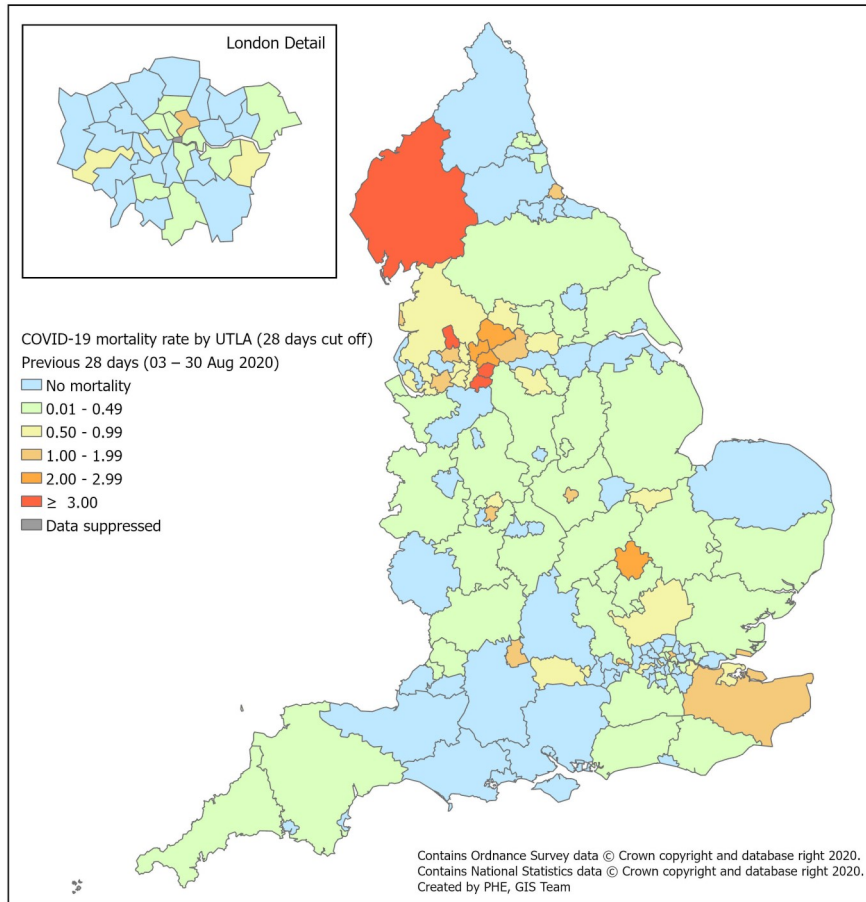 London Detail
COVID-19 mortality rate by UTLA (28 days cut off)
Previous 28 days (03 – 30 Aug 2020)
No mortality
0.01 - 0.49
0.50 - 0.99
1.00 - 1.99
2.00 - 2.99
≥ 3.00
Data suppressed
Contains Ordnance Survey data © Crown copyright and database right 2020.
Contains National Statistics data © Crown copyright and database right 2020.
Created by PHE, GIS Team